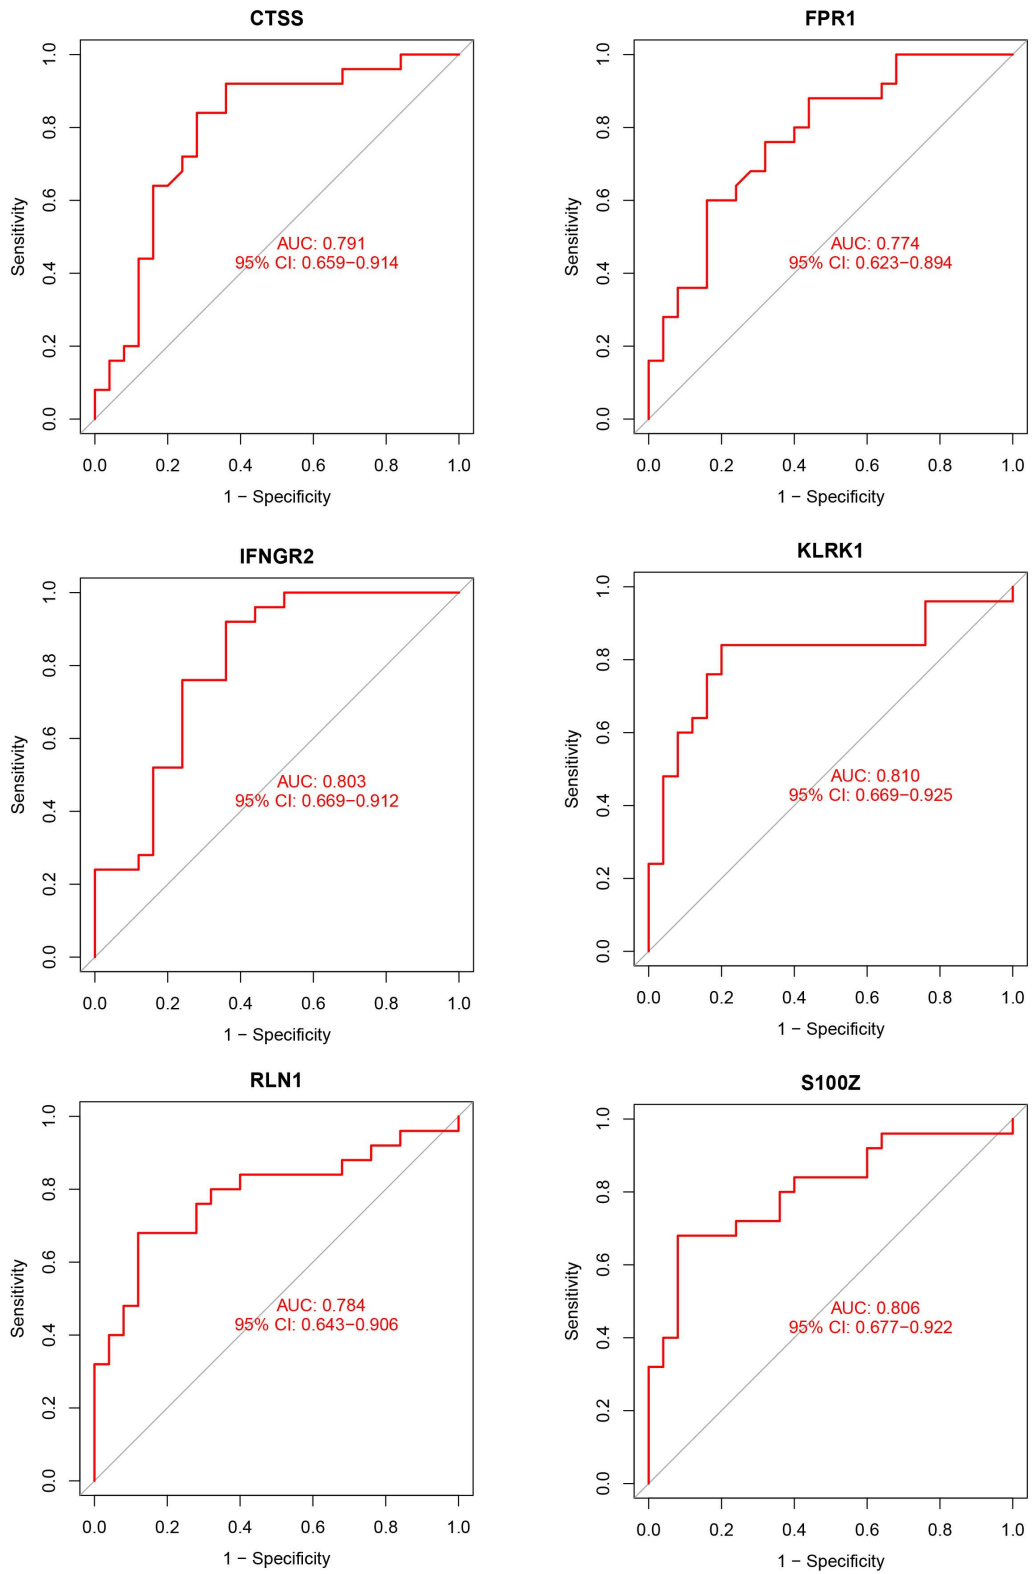 CTSS
Sensitivity
1.0
0.8
0.6
0.4
0.2
0.0
AUC: 0.791
95% CI: 0.659−0.914
0.0 0.2 0.4 0.6 0.8 1.0
1 − Specificity
FPR1
Sensitivity
1.0
0.8
0.6
0.4
0.2
0.0
AUC: 0.774
95% CI: 0.623−0.894
0.0 0.2 0.4 0.6 0.8 1.0
1 − Specificity
IFNGR2
Sensitivity
1.0
0.8
0.6
0.4
0.2
0.0
AUC: 0.803
95% CI: 0.669−0.912
0.0 0.2 0.4 0.6 0.8 1.0
1 − Specificity
KLRK1
Sensitivity
1.0
0.8
0.6
0.4
0.2
0.0
AUC: 0.810
95% CI: 0.669−0.925
0.0 0.2 0.4 0.6 0.8 1.0
1 − Specificity
RLN1
Sensitivity
1.0
0.8
0.6
0.4
0.2
0.0
AUC: 0.784
95% CI: 0.643−0.906
0.0 0.2 0.4 0.6 0.8 1.0
1 − Specificity
S100Z
Sensitivity
1.0
0.8
0.6
0.4
0.2
0.0
AUC: 0.806
95% CI: 0.677−0.922
0.0 0.2 0.4 0.6 0.8 1.0
1 − Specificity